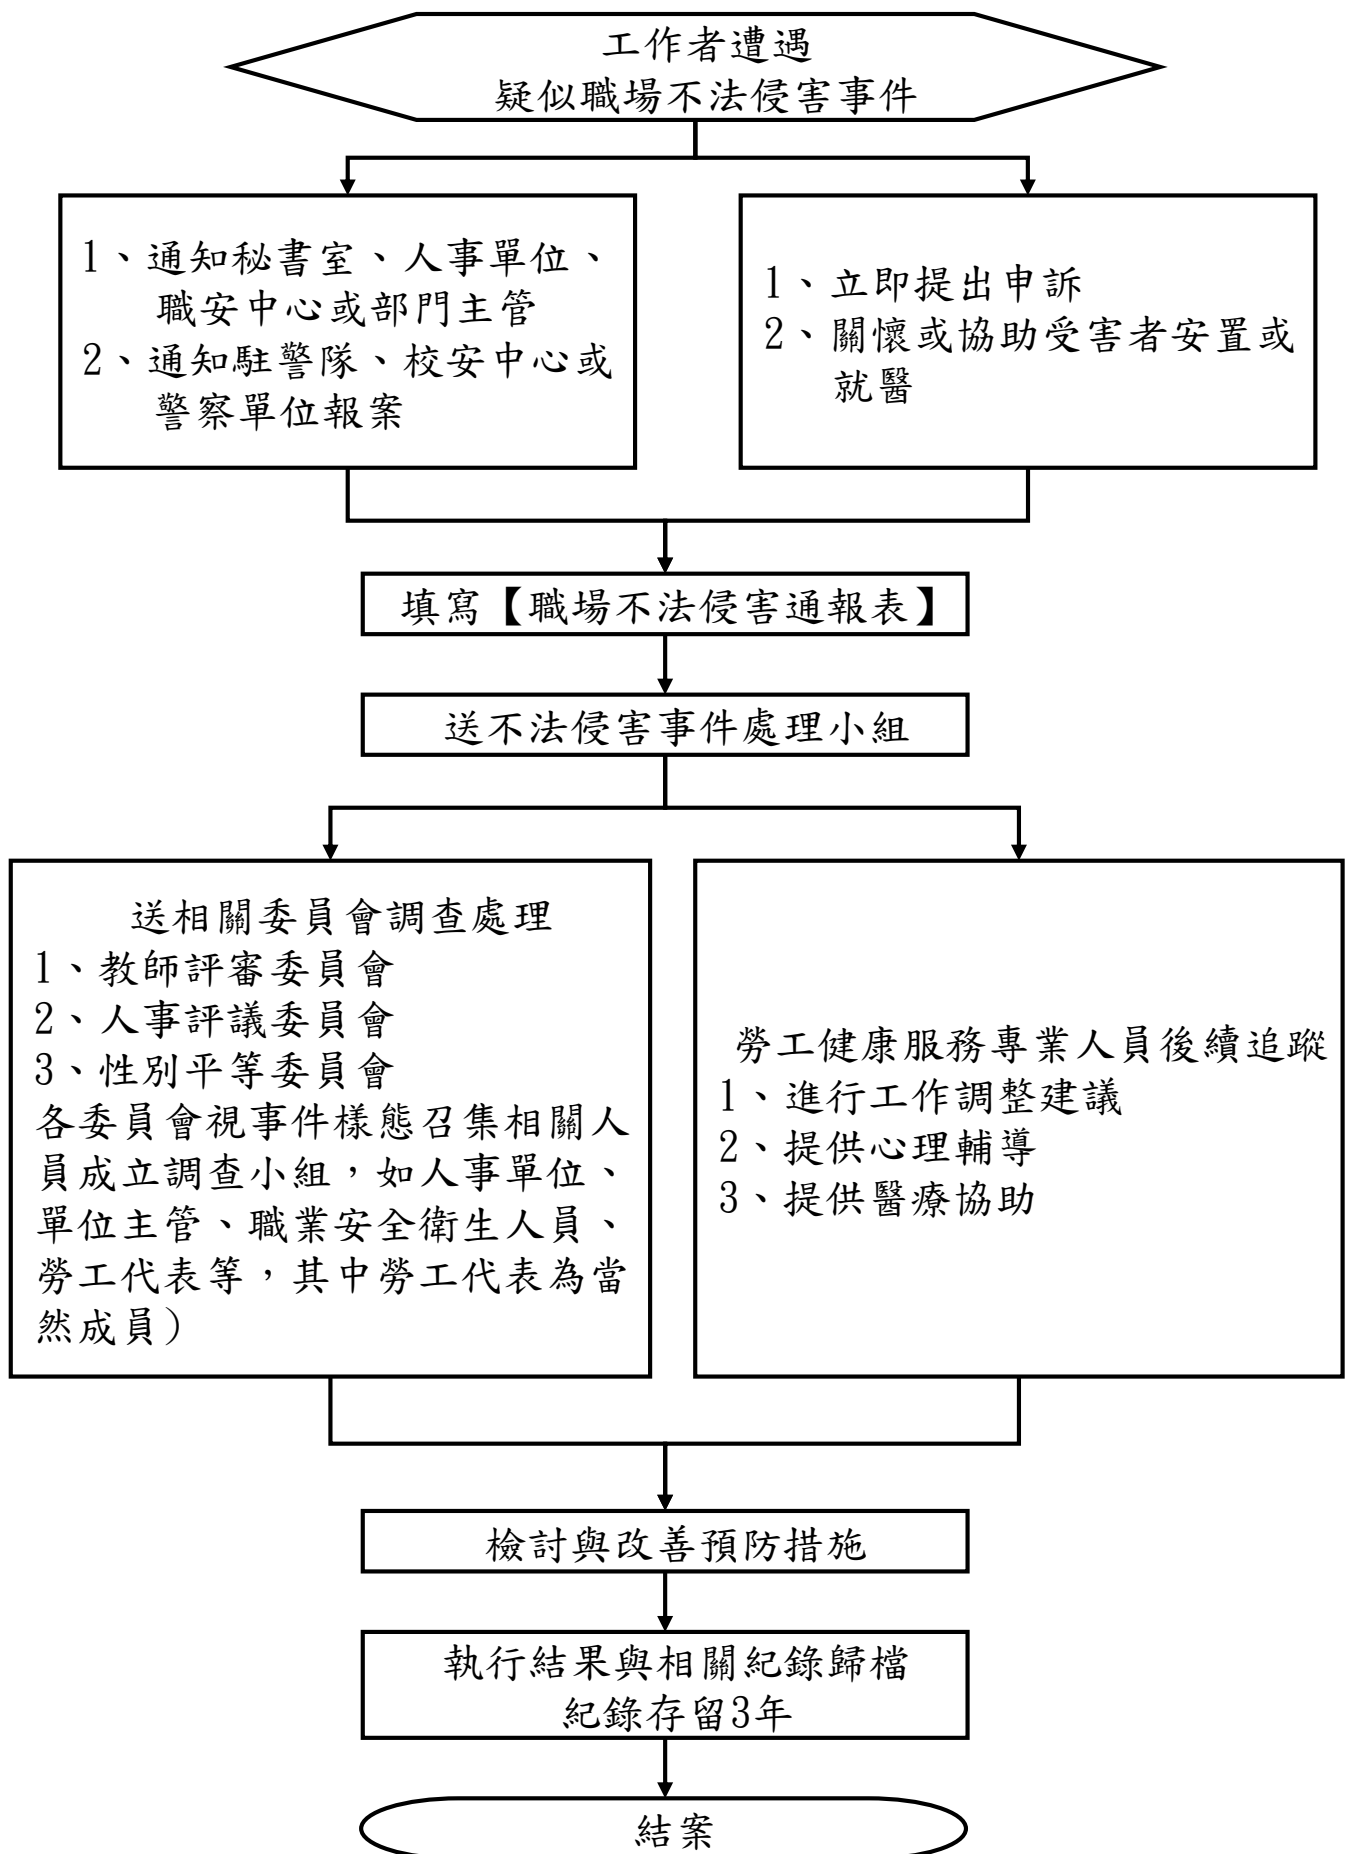 工作者遭遇
疑似職場不法侵害事件
1、通知秘書室、人事單位、
職安中心或部門主管
2、通知駐警隊、校安中心或
警察單位報案
1、立即提出申訴
2、關懷或協助受害者安置或
就醫
填寫【職場不法侵害通報表】
送不法侵害事件處理小組
送相關委員會調查處理
1、教師評審委員會
2、人事評議委員會
3、性別平等委員會
各委員會視事件樣態召集相關人
員成立調查小組，如人事單位、
單位主管、職業安全衛生人員、
勞工代表等，其中勞工代表為當
然成員)
勞工健康服務專業人員後續追蹤
1、進行工作調整建議
2、提供心理輔導
3、提供醫療協助
檢討與改善預防措施
執行結果與相關紀錄歸檔
紀錄存留3年
結案